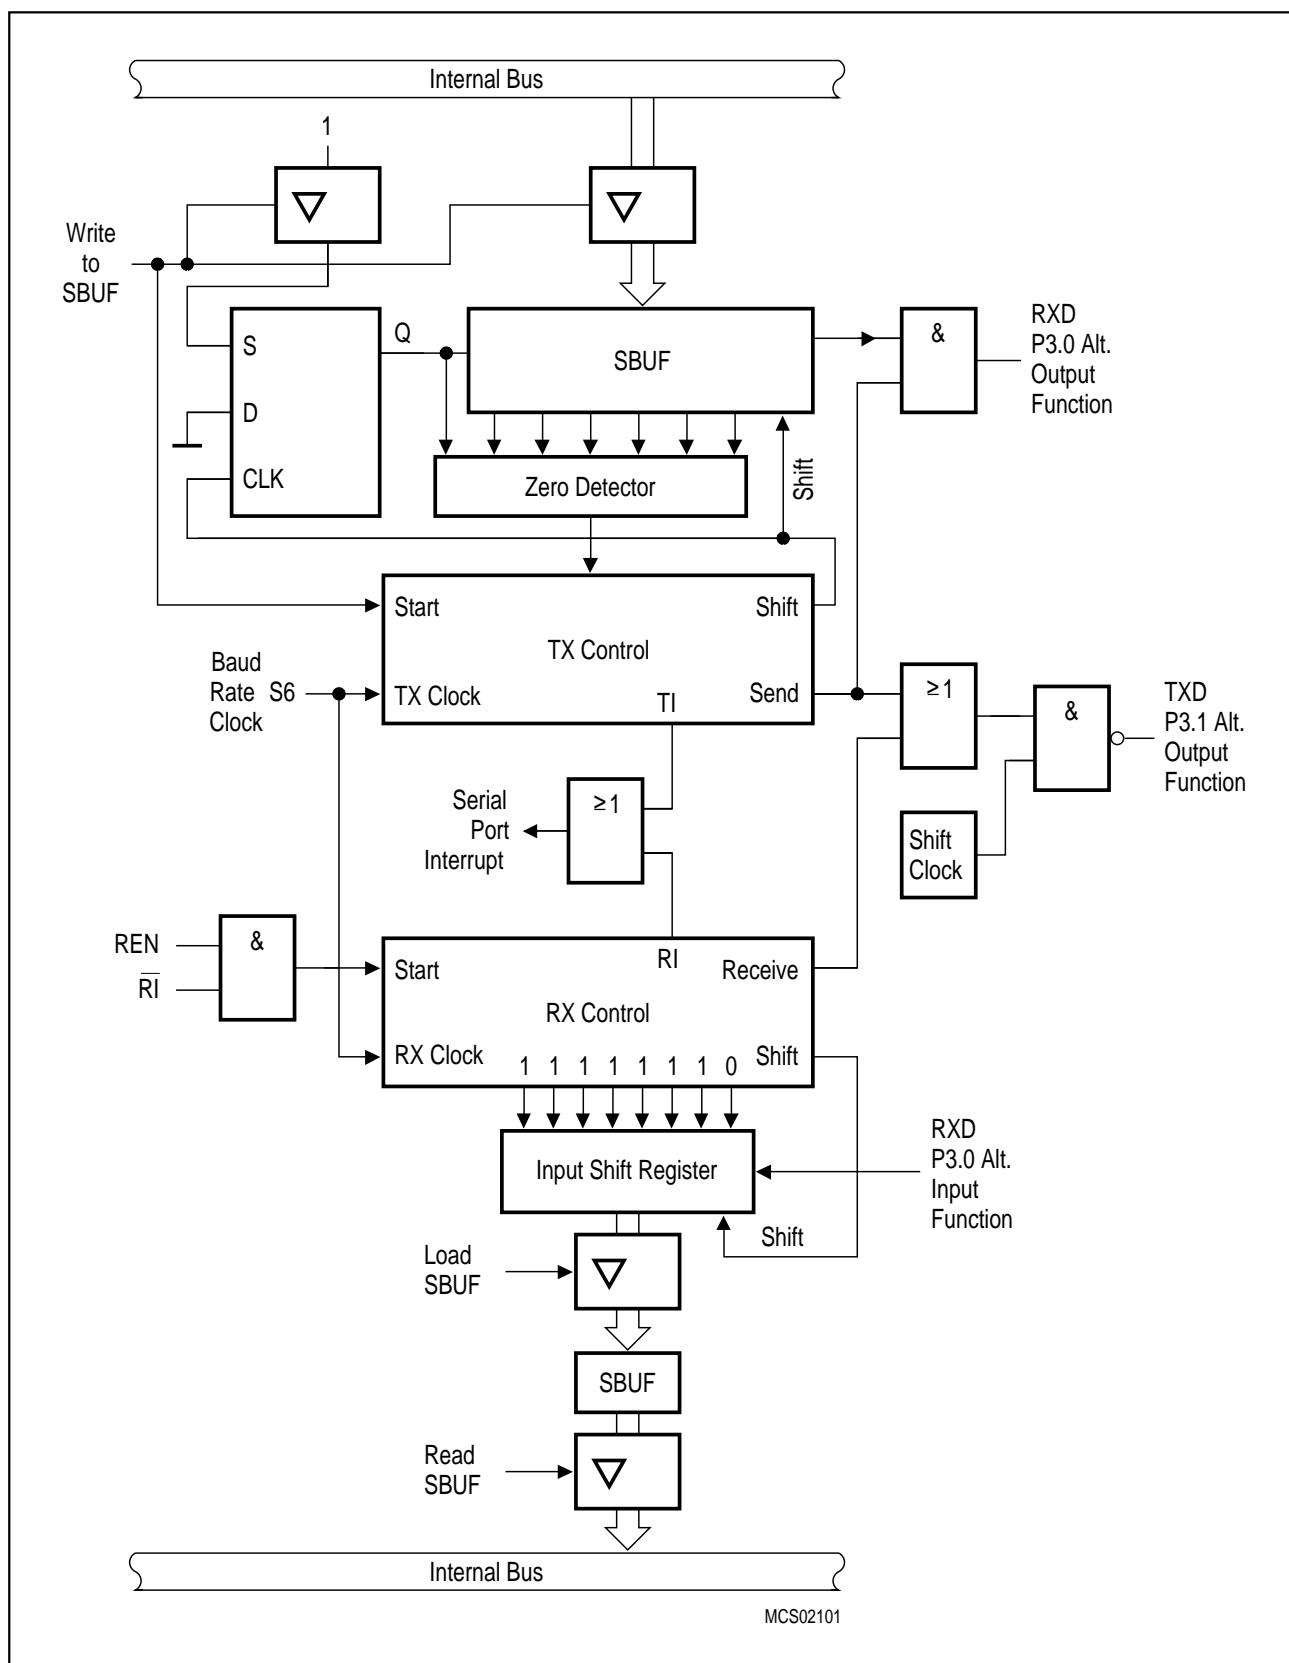 Internal Bus
1
Write
to
SBUF
S
D
CLK
Q
SBUF
&
RXD
P3.0 Alt.
Output
Function
Zero Detector
Shift
Start
Shift
TX Control
Baud
Rate S6
Clock
TX Clock
TI
Send
≥1
&
TXD
P3.1 Alt.
Output
Function
Serial
Port
Interrupt
≥1
Shift
Clock
REN
R̅I̅
&
Start
RI
Receive
RX Control
RX Clock
Shift
1 1 1 1 1 1 1 0
Input Shift Register
RXD
P3.0 Alt.
Input
Function
Shift
Load
SBUF
SBUF
Read
SBUF
Internal Bus
MCS02101